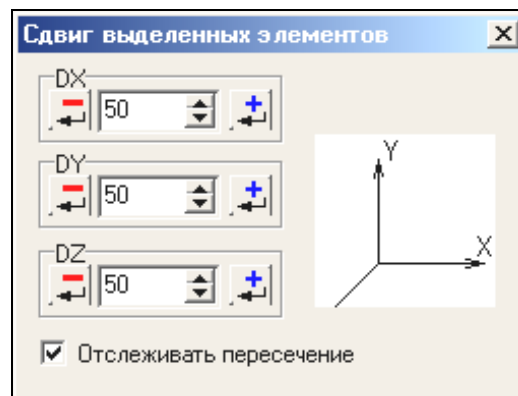 Сдвиг выделенных элементов
DX
50
DY
50
DZ
50
Y
X
Отслеживать пересечение